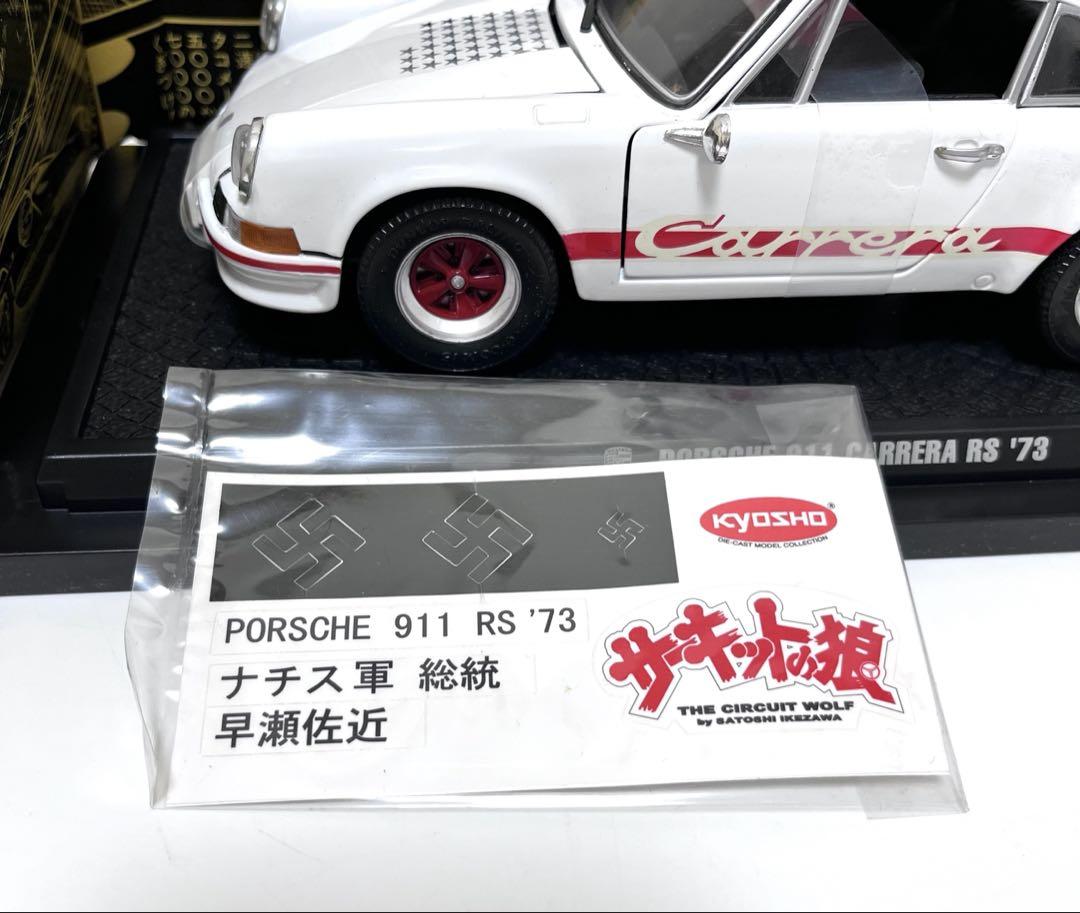 Carrera
PORSCHE 911 CARRERA RS '73
KYOSHO®
DIE-CAST MODEL COLLECTION
PORSCHE 911 RS '73
ナチス軍 総統
早瀬佐近
サーキットの狼
THE CIRCUIT WOLF
by SATOSHI IKEZAWA